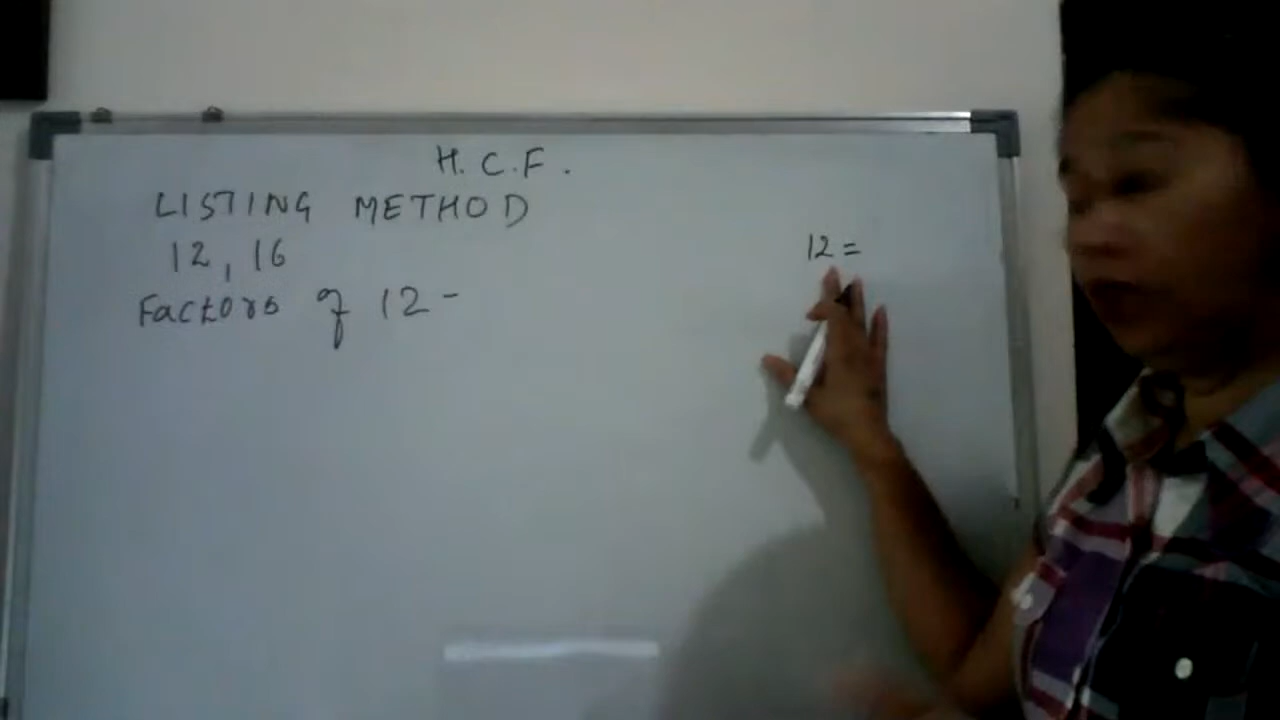 H. C. F.
LISTING METHOD
12, 16
12 =
Factors of 12 -